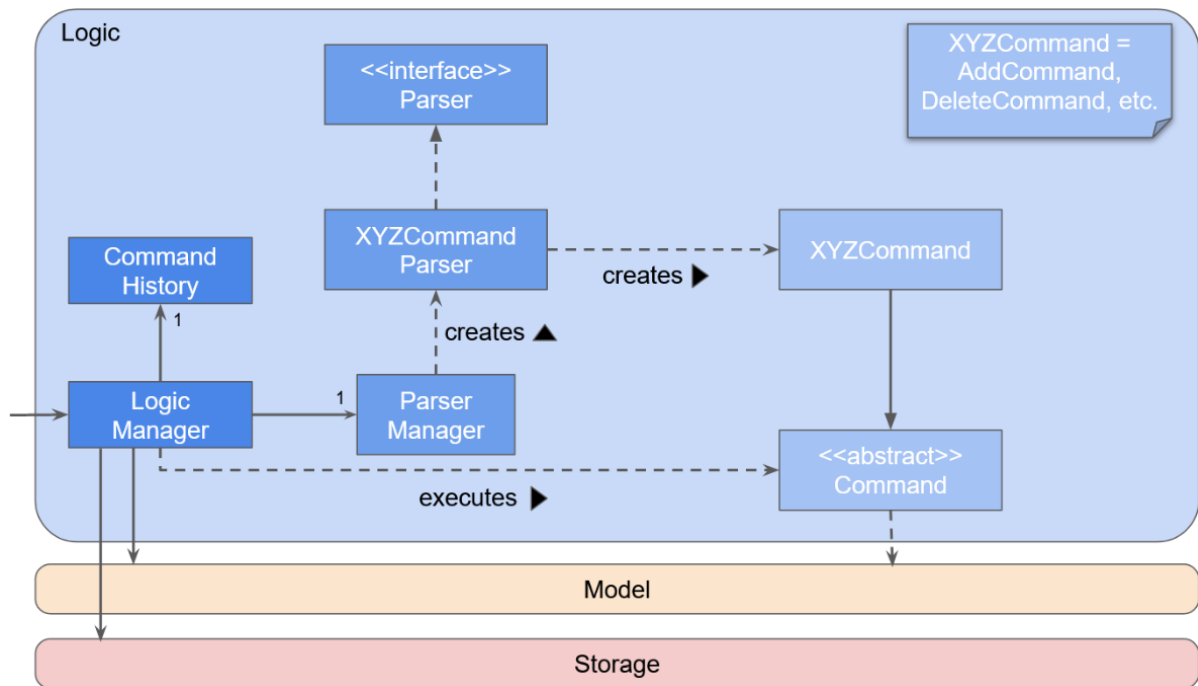 Logic
<<interface>>
Parser
XYZCommand =
AddCommand,
DeleteCommand, etc.
XYZCommand
Parser
XYZCommand
Command
History
creates ▶
1
creates ▲
Logic
Manager
1
Parser
Manager
<<abstract>>
Command
executes ▶
Model
Storage